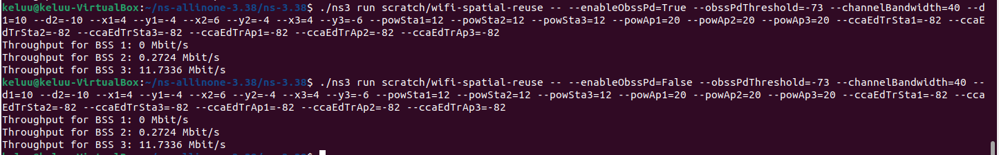 keluu@keluu-VirtualBox:~/ns-allinone-3.38/ns-3.38$ ./ns3 run scratch/wifi-spatial-reuse -- --enableObssPd=True --obssPdThreshold=-73 --channelBandwidth=40 --d
1=10 --d2=-10 --x1=4 --y1=-4 --x2=6 --y2=-4 --x3=4 --y3=-6 --powSta1=12 --powSta2=12 --powSta3=12 --powAp1=20 --powAp2=20 --powAp3=20 --ccaEdTrSta1=-82 --ccaE
dTrSta2=-82 --ccaEdTrSta3=-82 --ccaEdTrAp1=-82 --ccaEdTrAp2=-82 --ccaEdTrAp3=-82
Throughput for BSS 1: 0 Mbit/s
Throughput for BSS 2: 0.2724 Mbit/s
Throughput for BSS 3: 11.7336 Mbit/s
keluu@keluu-VirtualBox:~/ns-allinone-3.38/ns-3.38$ ./ns3 run scratch/wifi-spatial-reuse -- --enableObssPd=False --obssPdThreshold=-73 --channelBandwidth=40 --
d1=10 --d2=-10 --x1=4 --y1=-4 --x2=6 --y2=-4 --x3=4 --y3=-6 --powSta1=12 --powSta2=12 --powSta3=12 --powAp1=20 --powAp2=20 --powAp3=20 --ccaEdTrSta1=-82 --cca
EdTrSta2=-82 --ccaEdTrSta3=-82 --ccaEdTrAp1=-82 --ccaEdTrAp2=-82 --ccaEdTrAp3=-82
Throughput for BSS 1: 0 Mbit/s
Throughput for BSS 2: 0.2724 Mbit/s
Throughput for BSS 3: 11.7336 Mbit/s